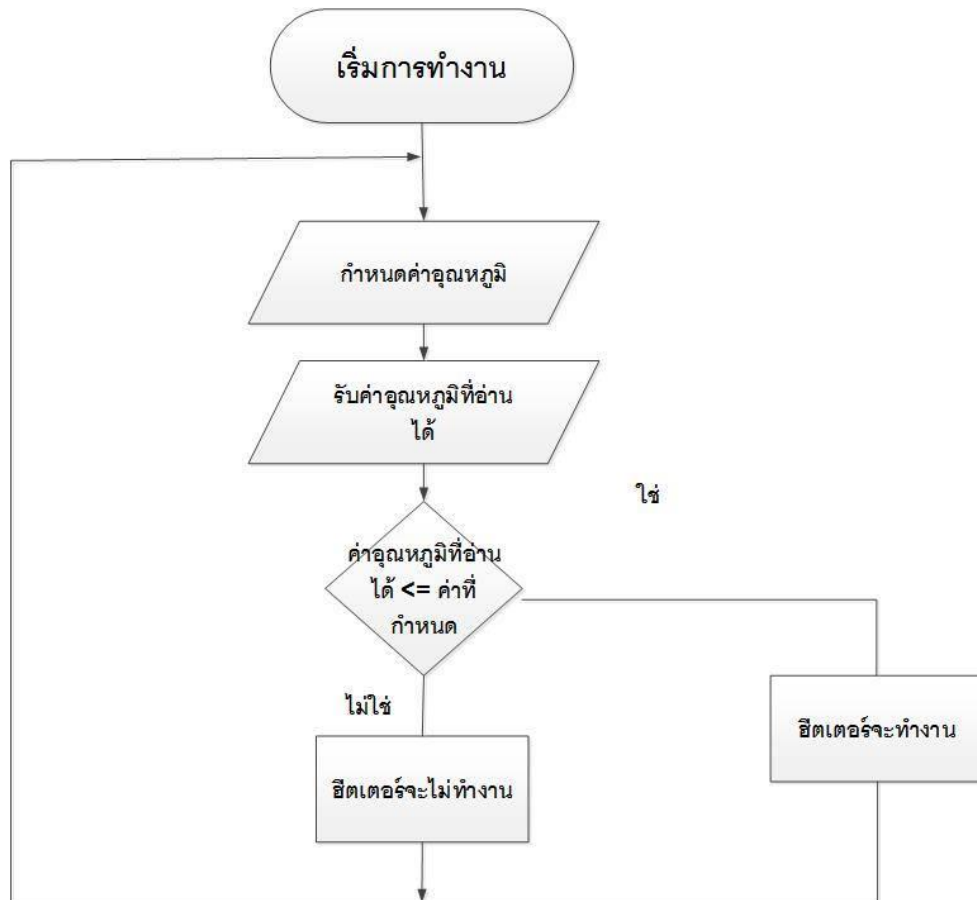 เริ่มการทำงาน
กำหนดค่าอุณหภูมิ
รับค่าอุณหภูมิที่อ่าน
ได้
ใช่
ค่าอุณหภูมิที่อ่าน
ได้ <= ค่าที่
กำหนด
ไม่ใช่
ฮีตเตอร์จะทำงาน
ฮีตเตอร์จะไม่ทำงาน